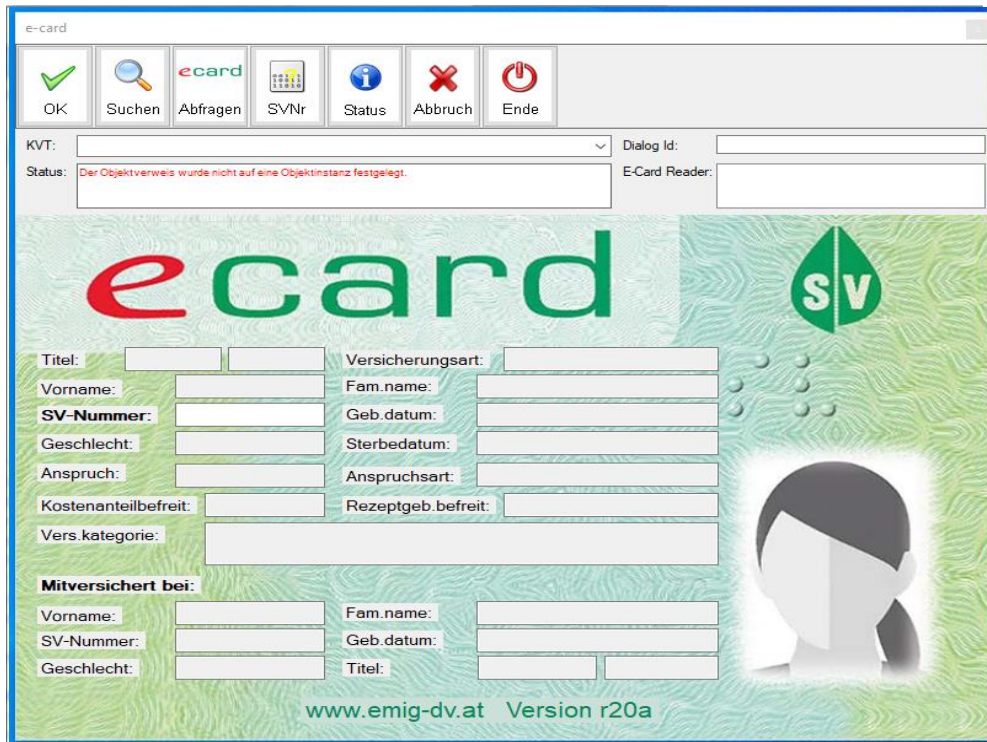 e-card
OK Suchen ecard Abfragen SVNr Status Abbruch Ende
KVT: Dialog Id:
Status: Der Objektverweis wurde nicht auf eine Objektinstanz festgelegt. E-Card Reader:
ecard SV
Titel: Versicherungsart:
Vorname: Fam.name:
SV-Nummer: Geb.datum:
Geschlecht: Sterbedatum:
Anspruch: Anspruchsart:
Kostenanteilbefreit: Rezeptgeb.befreit:
Vers.kategorie:
Mitversichert bei:
Vorname: Fam.name:
SV-Nummer: Geb.datum:
Geschlecht: Titel:
www.emig-dv.at Version r20a